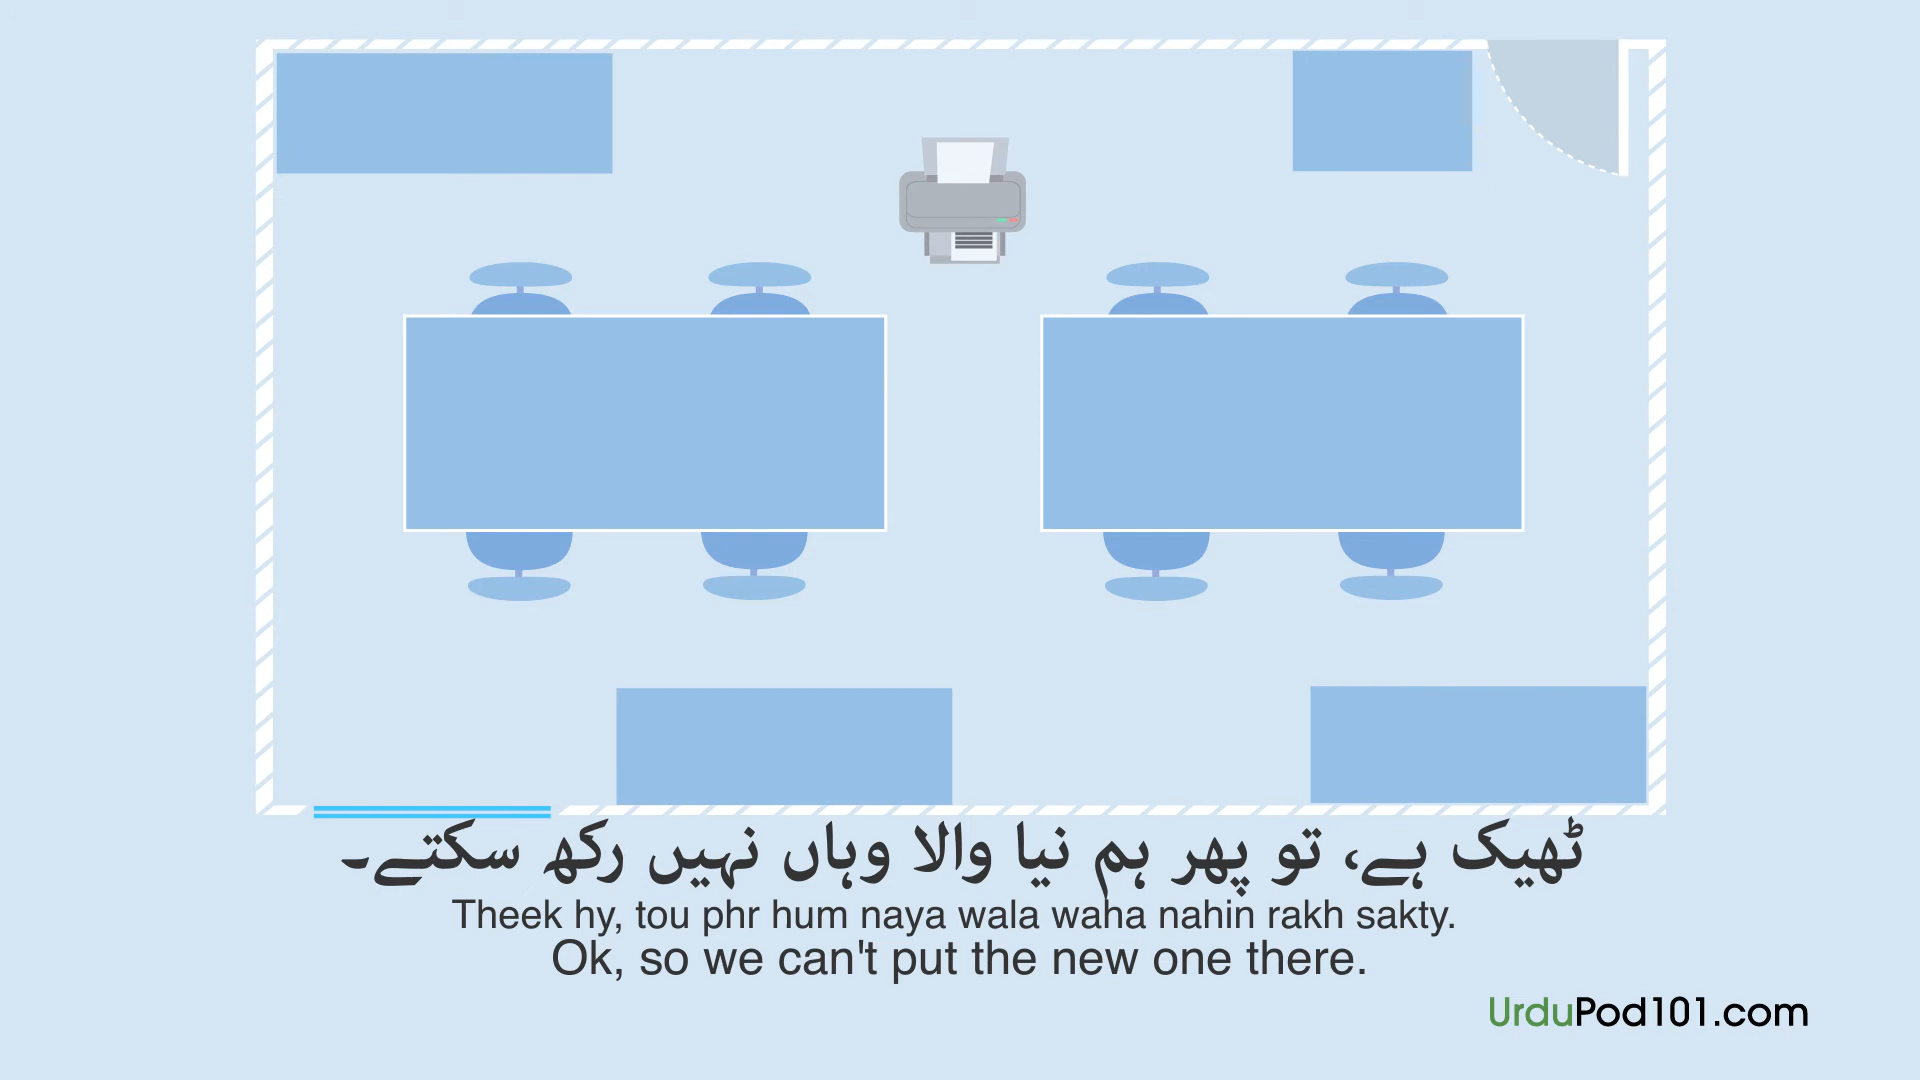 ٹھیک ہے، تو پھر ہم نیا والا وہاں نہیں رکھ سکتے۔
Theek hy, tou phr hum naya wala waha nahin rakh sakty.
Ok, so we can't put the new one there.
UrduPod101.com